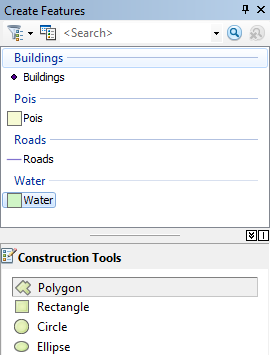 Create Features
<Search>
Buildings
Buildings
Pois
Pois
Roads
Roads
Water
Water
Construction Tools
Polygon
Rectangle
Circle
Ellipse